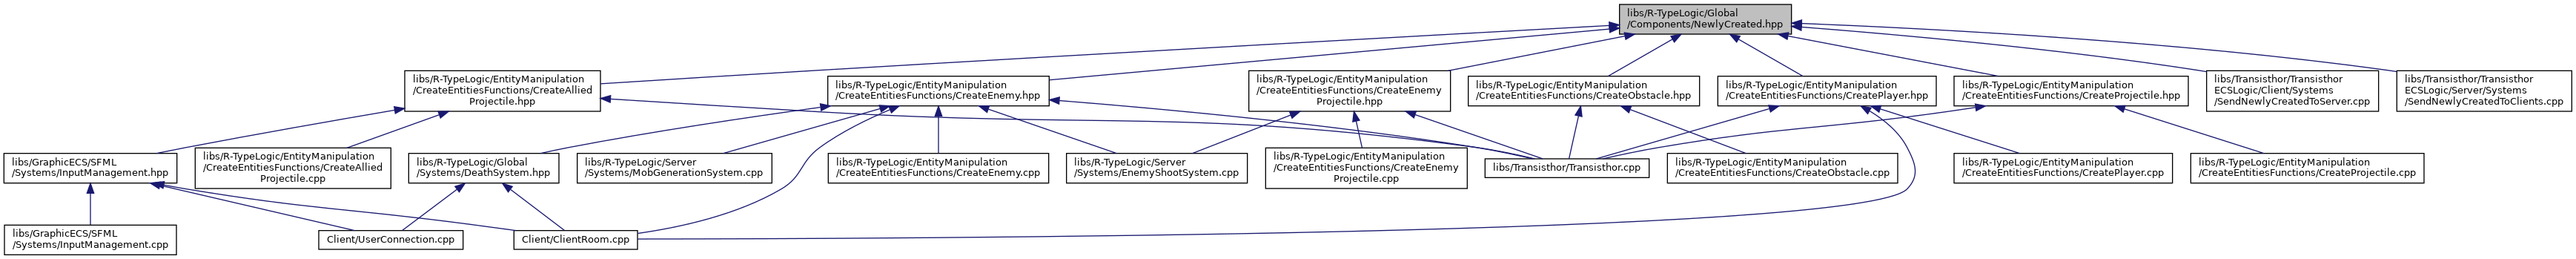 libs/R-TypeLogic/Global
/Components/NewlyCreated.hpp
libs/R-TypeLogic/EntityManipulation
/CreateEntitiesFunctions/CreateAllied
Projectile.hpp
libs/R-TypeLogic/EntityManipulation
/CreateEntitiesFunctions/CreateEnemy.hpp
libs/R-TypeLogic/EntityManipulation
/CreateEntitiesFunctions/CreateEnemy
Projectile.hpp
libs/R-TypeLogic/EntityManipulation
/CreateEntitiesFunctions/CreateObstacle.hpp
libs/R-TypeLogic/EntityManipulation
/CreateEntitiesFunctions/CreatePlayer.hpp
libs/R-TypeLogic/EntityManipulation
/CreateEntitiesFunctions/CreateProjectile.hpp
libs/Transisthor/Transisthor
ECSLogic/Client/Systems
/SendNewlyCreatedToServer.cpp
libs/Transisthor/Transisthor
ECSLogic/Server/Systems
/SendNewlyCreatedToClients.cpp
libs/GraphicECS/SFML
/Systems/InputManagement.hpp
libs/R-TypeLogic/EntityManipulation
/CreateEntitiesFunctions/CreateAllied
Projectile.cpp
libs/R-TypeLogic/Global
/Systems/DeathSystem.hpp
libs/R-TypeLogic/Server
/Systems/MobGenerationSystem.cpp
libs/R-TypeLogic/EntityManipulation
/CreateEntitiesFunctions/CreateEnemy.cpp
libs/R-TypeLogic/Server
/Systems/EnemyShootSystem.cpp
libs/R-TypeLogic/EntityManipulation
/CreateEntitiesFunctions/CreateEnemy
Projectile.cpp
libs/Transisthor/Transisthor.cpp
libs/R-TypeLogic/EntityManipulation
/CreateEntitiesFunctions/CreateObstacle.cpp
libs/R-TypeLogic/EntityManipulation
/CreateEntitiesFunctions/CreatePlayer.cpp
libs/R-TypeLogic/EntityManipulation
/CreateEntitiesFunctions/CreateProjectile.cpp
libs/GraphicECS/SFML
/Systems/InputManagement.cpp
Client/UserConnection.cpp
Client/ClientRoom.cpp